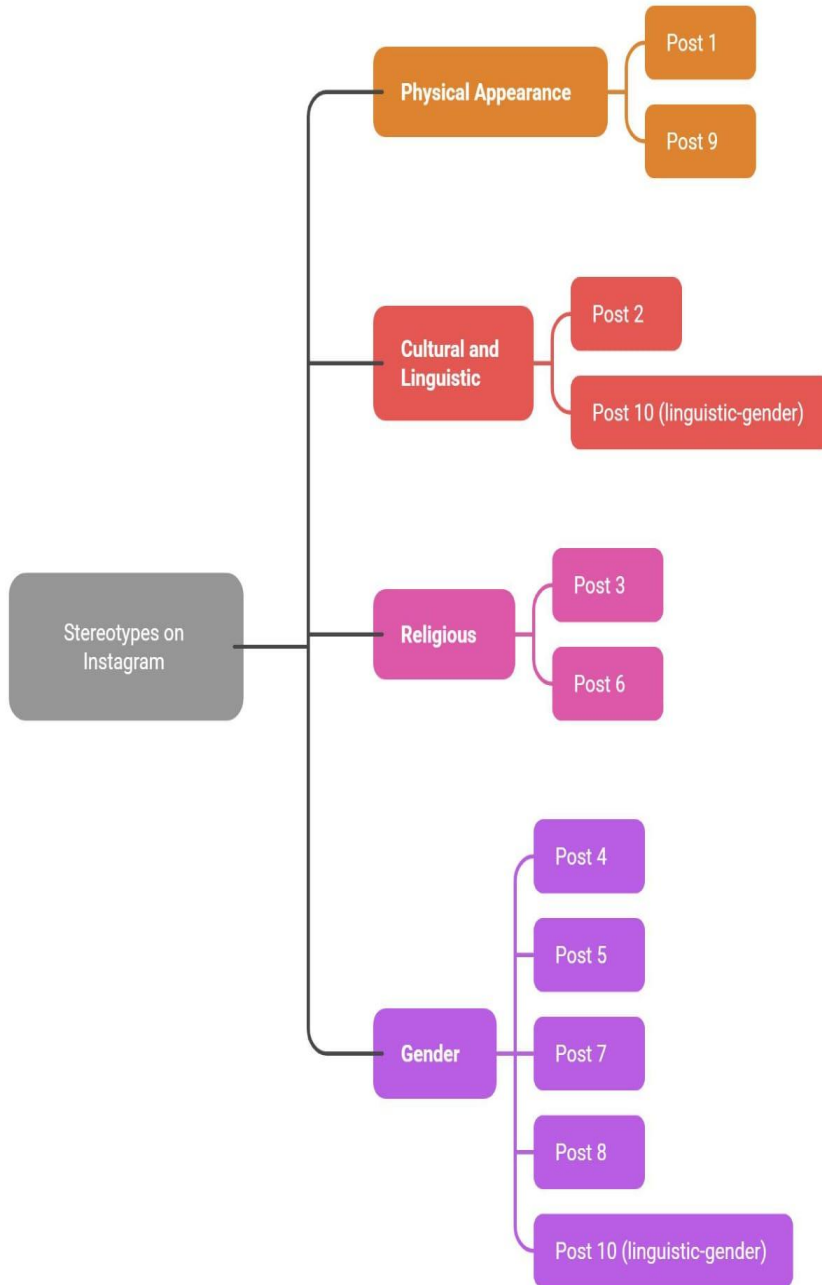 Stereotypes on
Instagram
Physical Appearance
Post 1
Post 9
Cultural and
Linguistic
Post 2
Post 10 (linguistic-gender)
Religious
Post 3
Post 6
Gender
Post 4
Post 5
Post 7
Post 8
Post 10 (linguistic-gender)